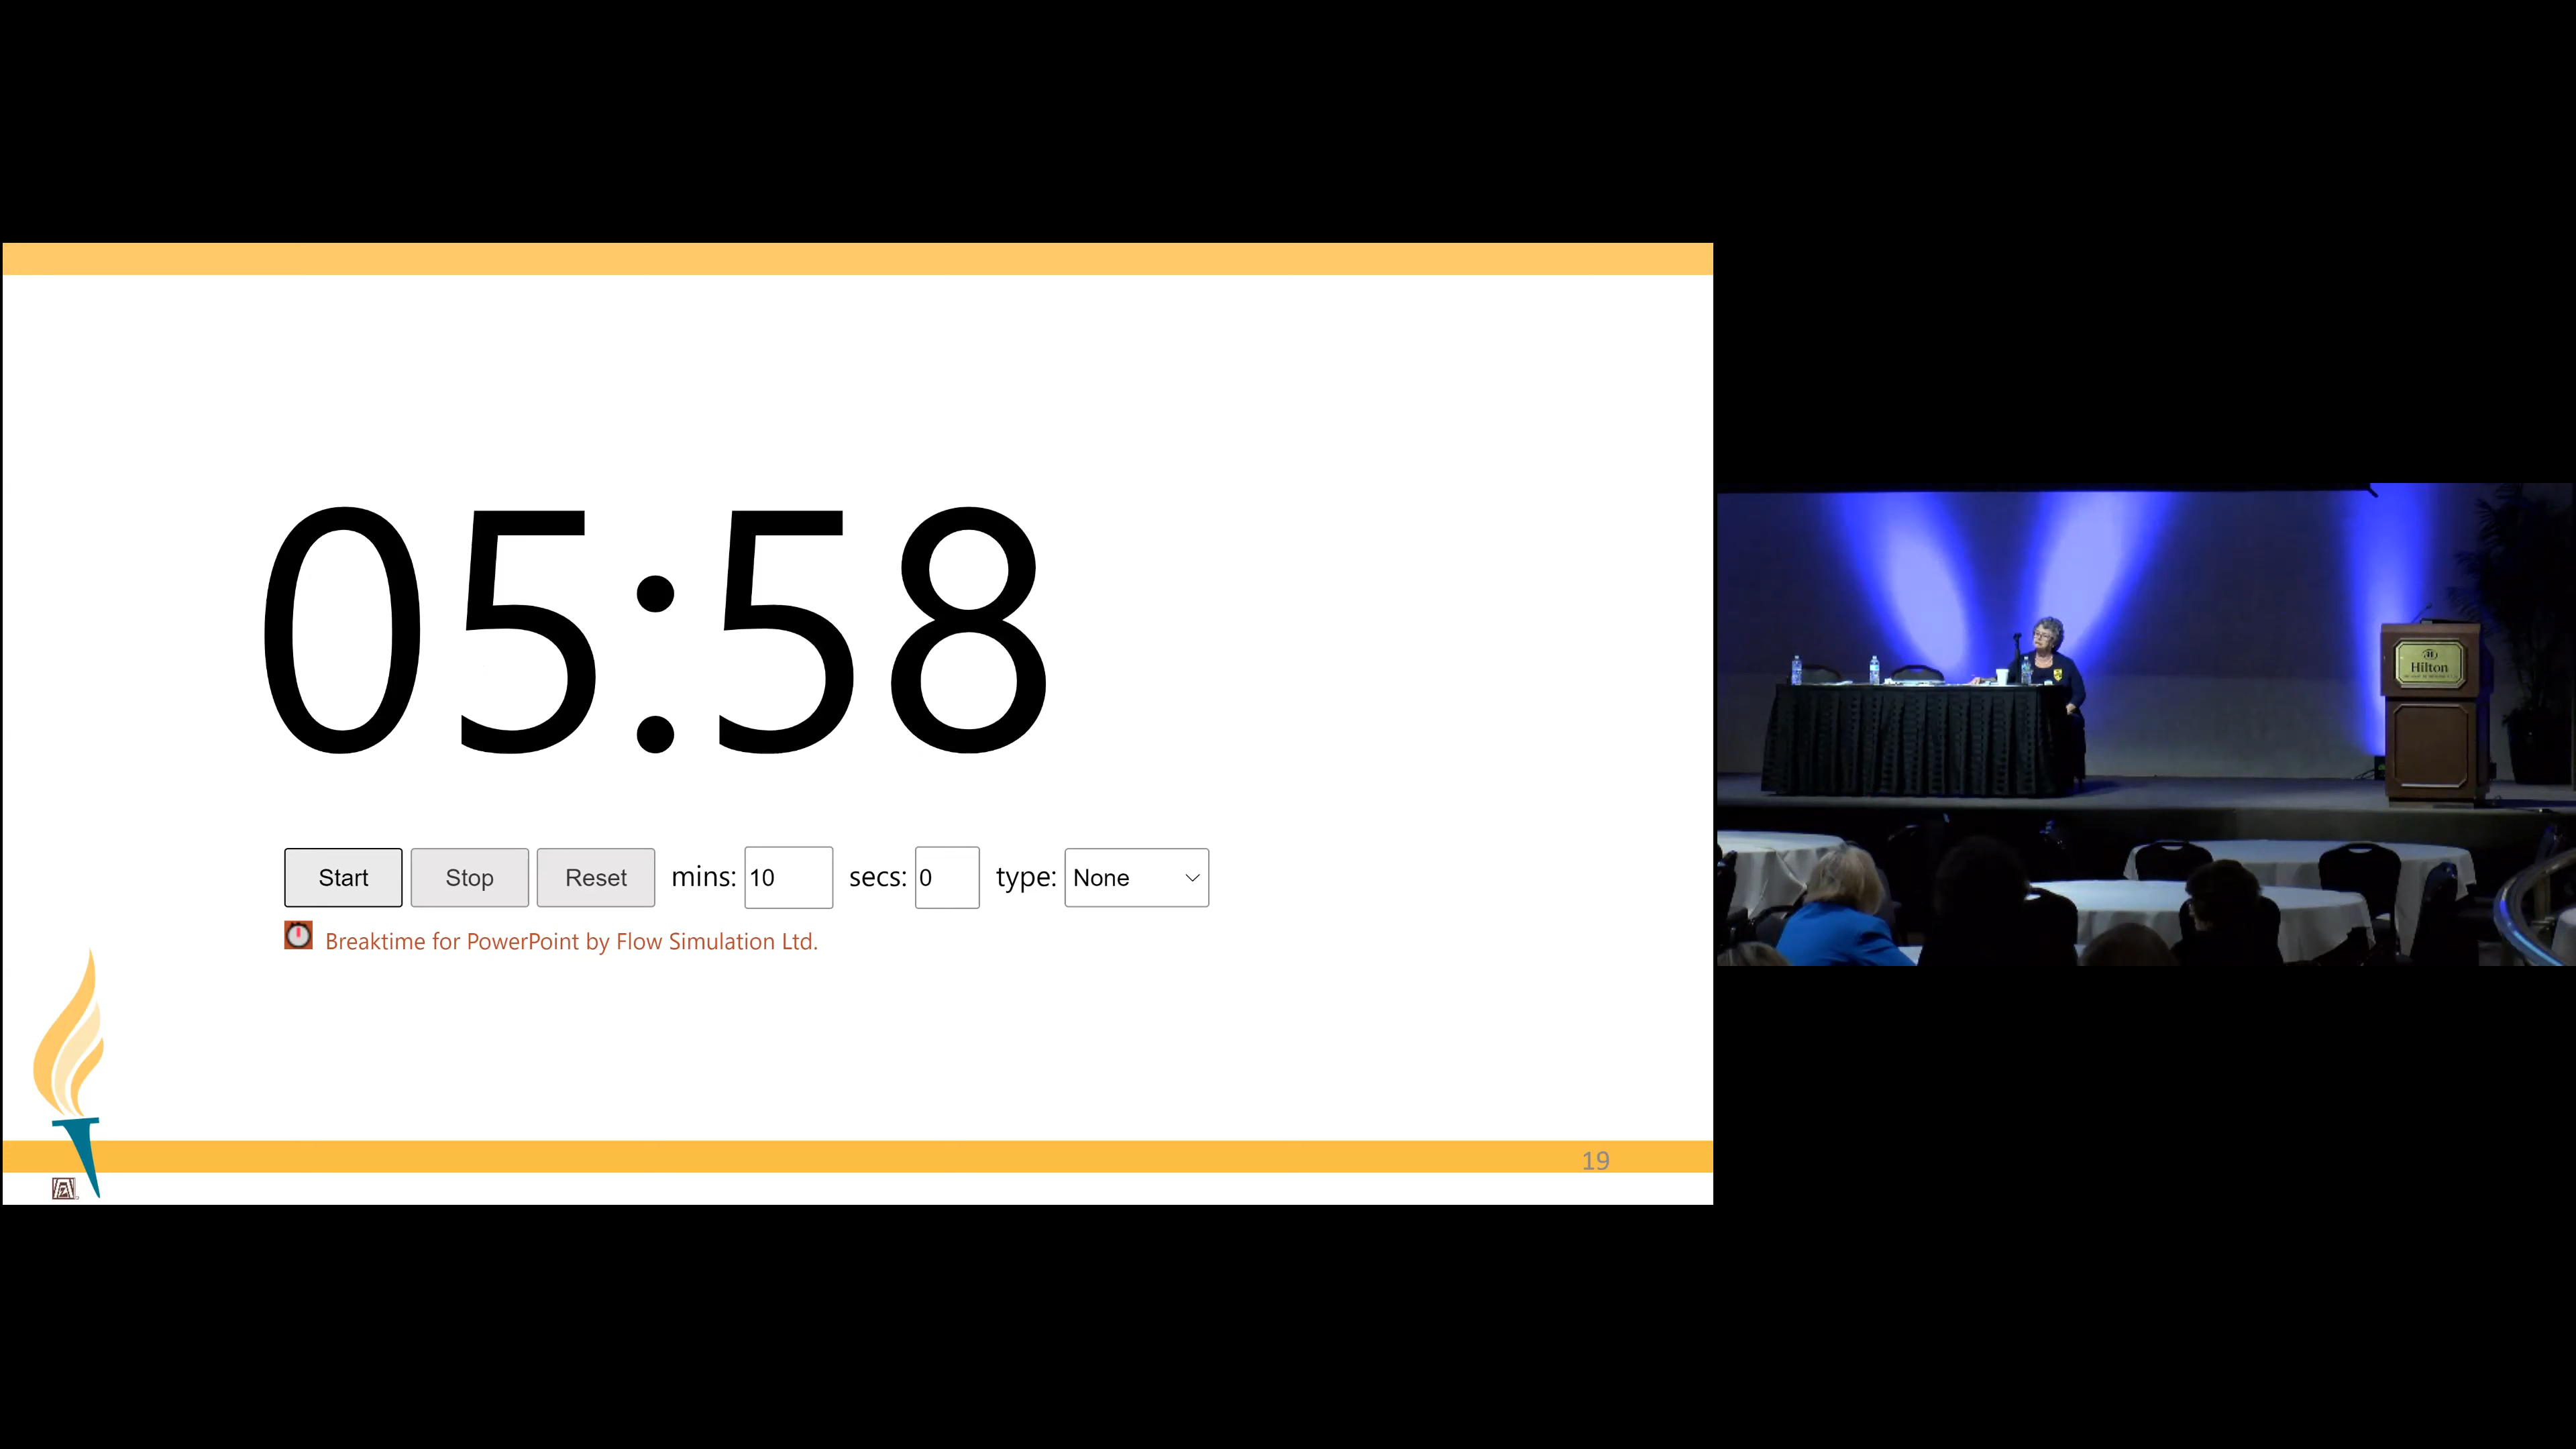 05:58
Start Stop Reset mins: 10 secs: 0 type: None
Breaktime for PowerPoint by Flow Simulation Ltd.
19
Hilton